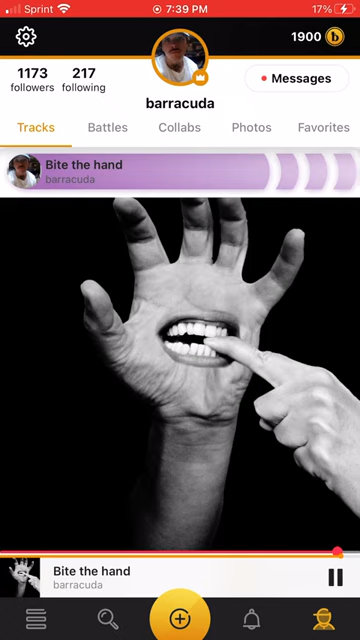 Sprint 7:39 PM 17%
1900 b
1173 217
followers following
Messages
barracuda
Tracks Battles Collabs Photos Favorites
Bite the hand
barracuda
Bite the hand
barracuda